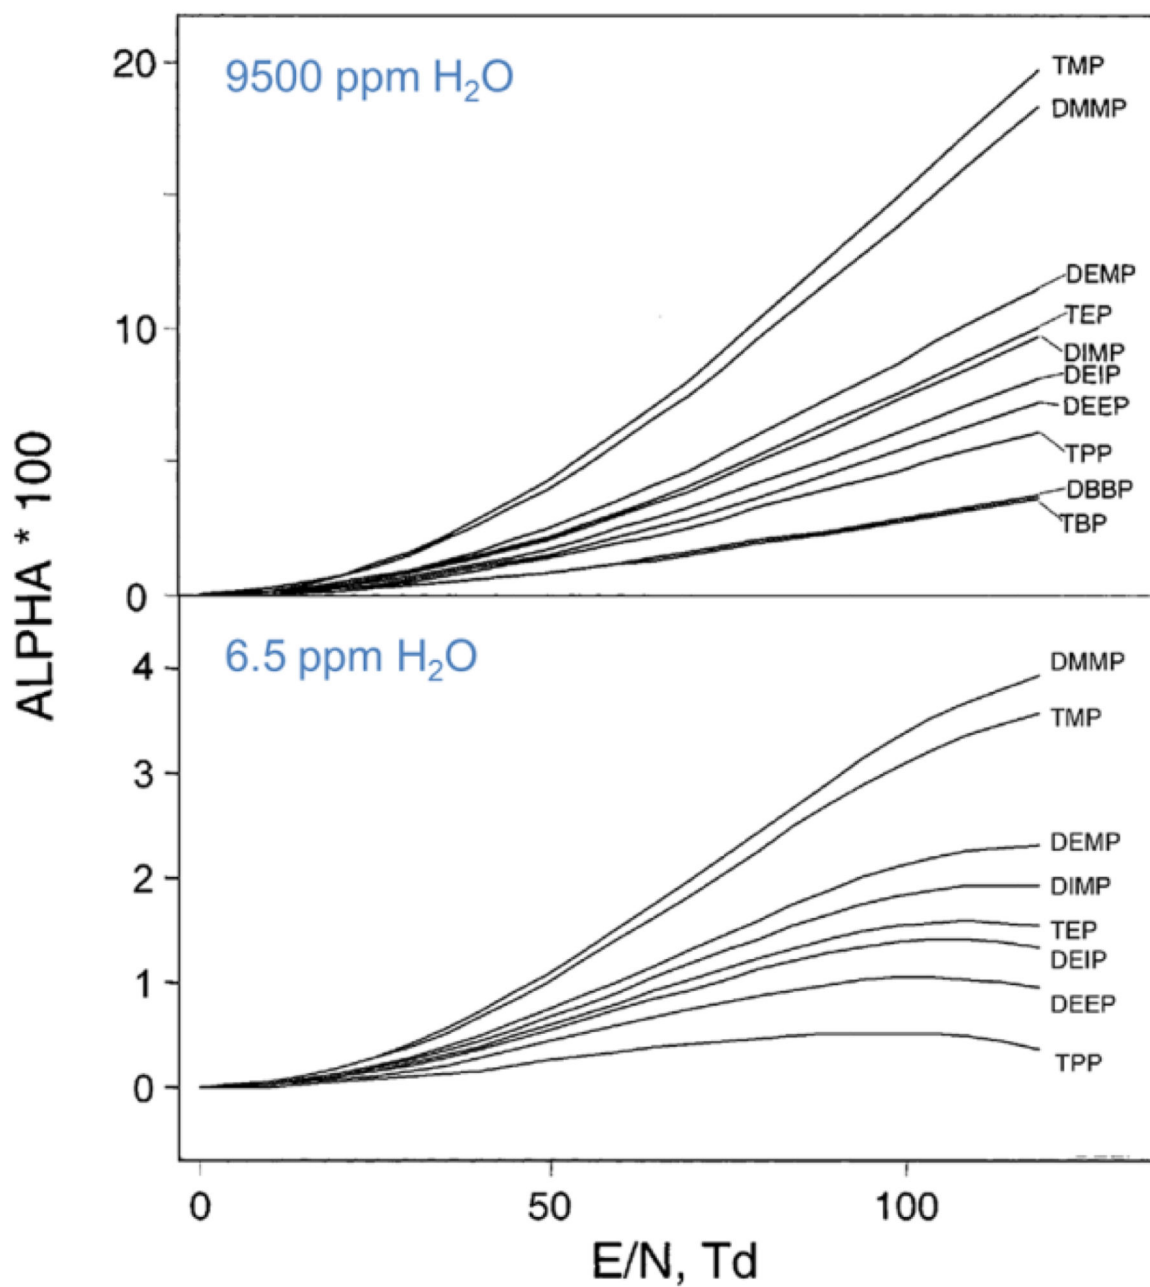 ALPHA * 100
9500 ppm H₂O
20
10
0
TMP
DMMP
DEMP
TEP
DIMP
DEIP
DEEP
TPP
DBBP
TBP
6.5 ppm H₂O
4
3
2
1
0
DMMP
TMP
DEMP
DIMP
TEP
DEIP
DEEP
TPP
0 50 100
E/N, Td